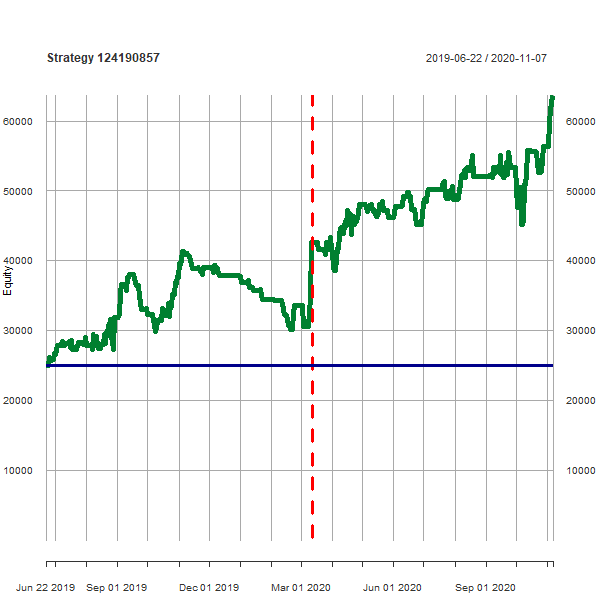 Strategy 124190857
2019-06-22 / 2020-11-07
60000
60000
50000
50000
40000
40000
30000
30000
20000
20000
10000
10000
Equity
Jun 22 2019
Sep 01 2019
Dec 01 2019
Mar 01 2020
Jun 01 2020
Sep 01 2020